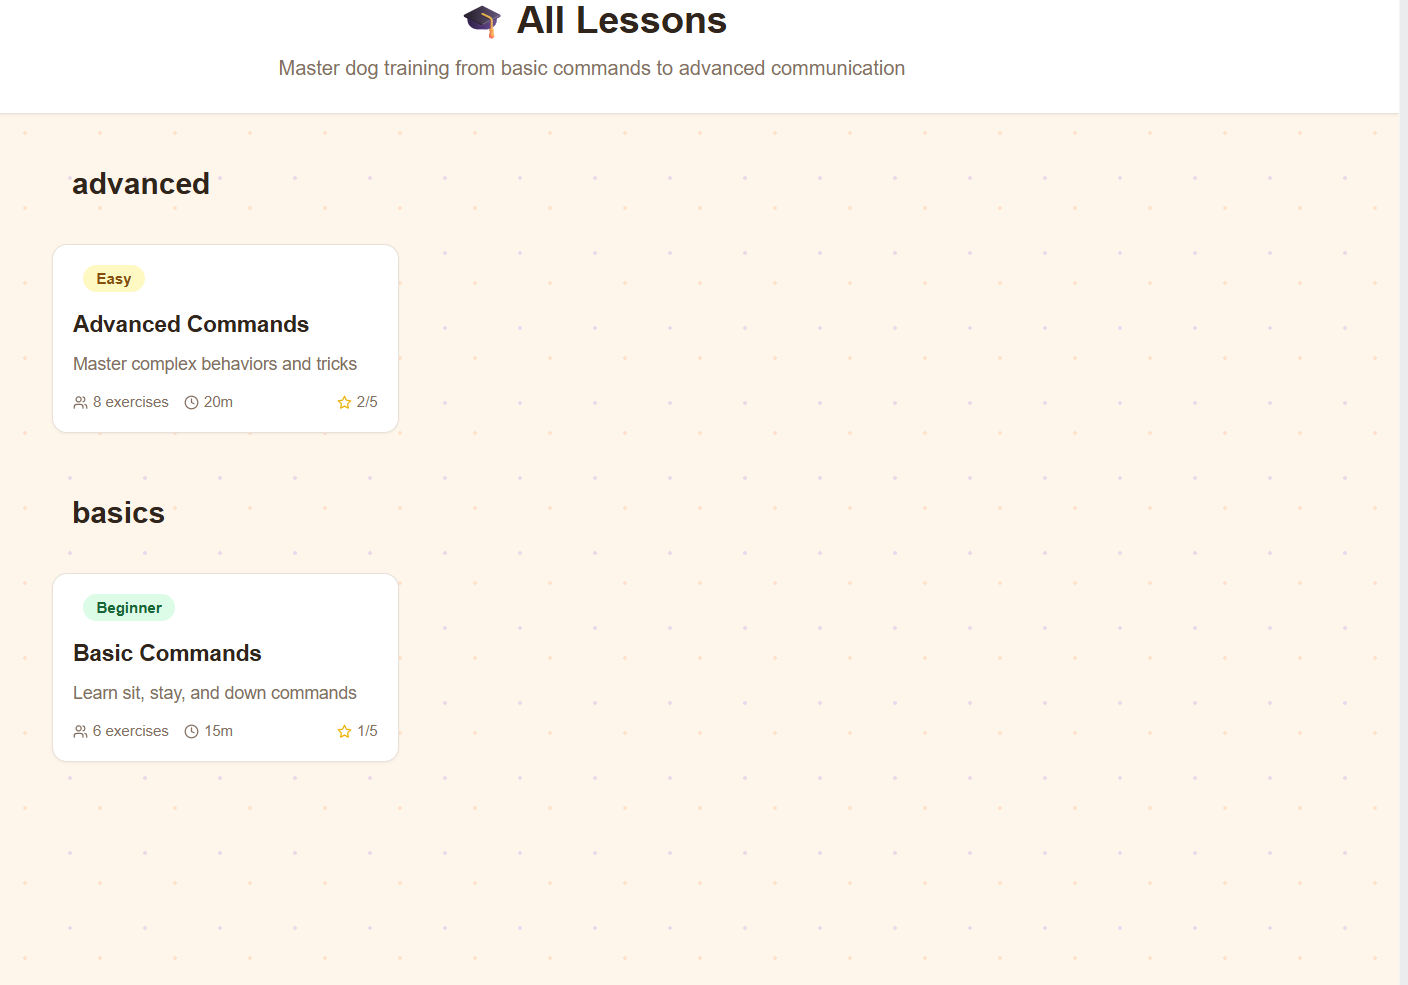 All Lessons
Master dog training from basic commands to advanced communication
advanced
Easy
Advanced Commands
Master complex behaviors and tricks
8 exercises 20m 2/5
basics
Beginner
Basic Commands
Learn sit, stay, and down commands
6 exercises 15m 1/5